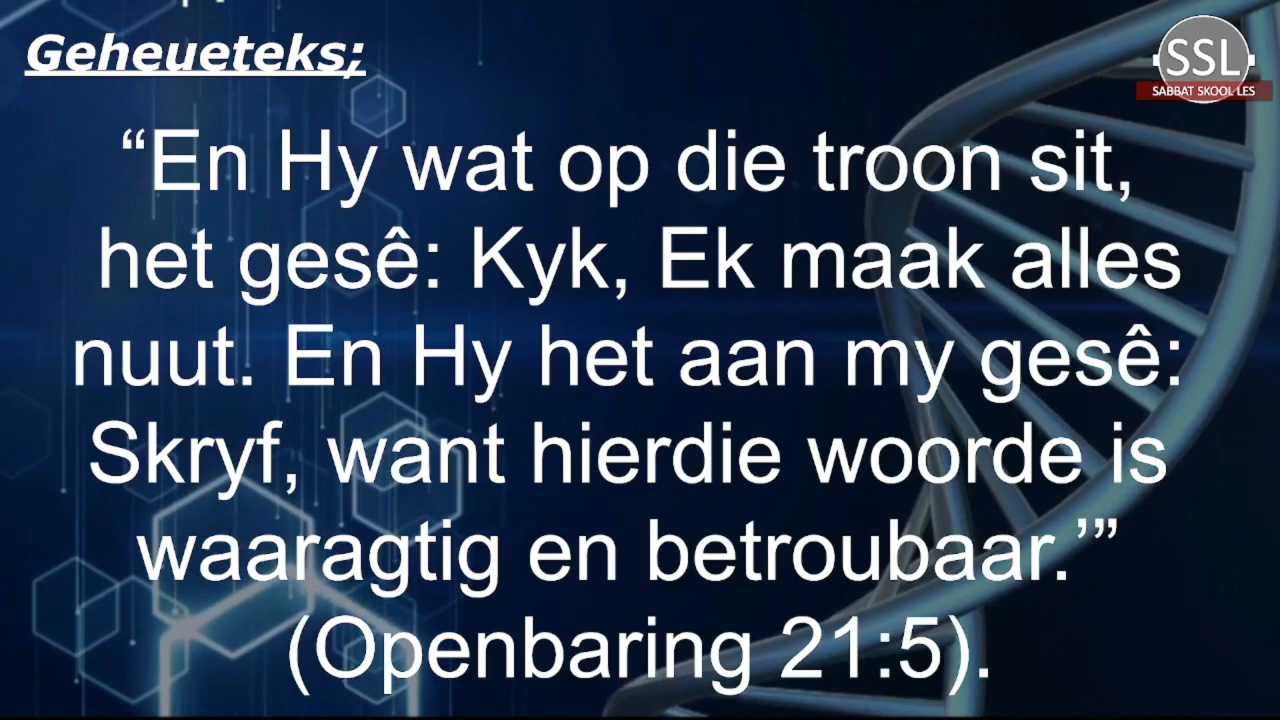 Geheueteks;
SSL
SABBAT SKOOL LES
“En Hy wat op die troon sit,
het gesê: Kyk, Ek maak alles
nuut. En Hy het aan my gesê:
Skryf, want hierdie woorde is
waaragtig en betroubaar.’”
(Openbaring 21:5).